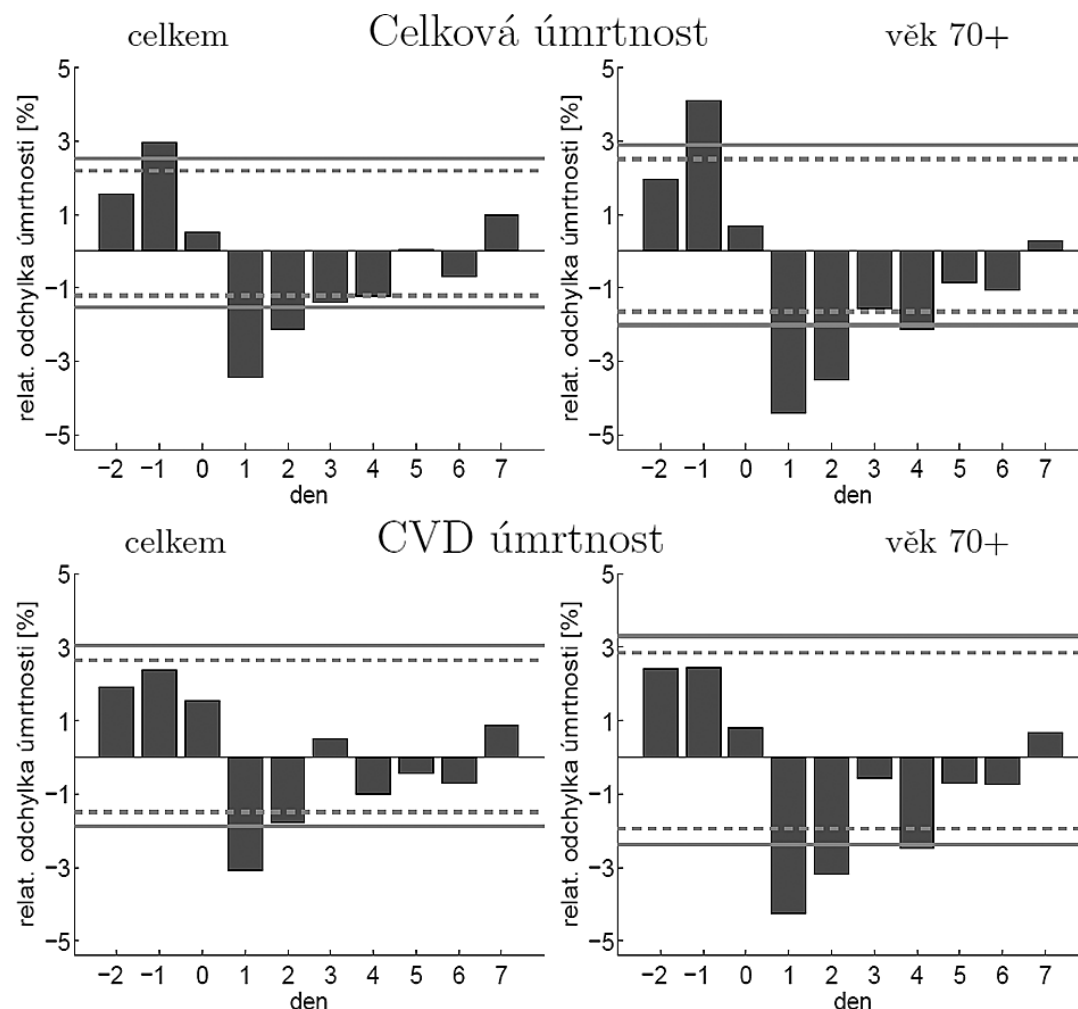 celkem Celková úmrtnost věk 70+
relat. odchylka úmrtnosti [%]
5
3
1
−1
−3
−5
−2 −1 0 1 2 3 4 5 6 7
den
relat. odchylka úmrtnosti [%]
5
3
1
−1
−3
−5
−2 −1 0 1 2 3 4 5 6 7
den
celkem CVD úmrtnost věk 70+
relat. odchylka úmrtnosti [%]
5
3
1
−1
−3
−5
−2 −1 0 1 2 3 4 5 6 7
den
relat. odchylka úmrtnosti [%]
5
3
1
−1
−3
−5
−2 −1 0 1 2 3 4 5 6 7
den